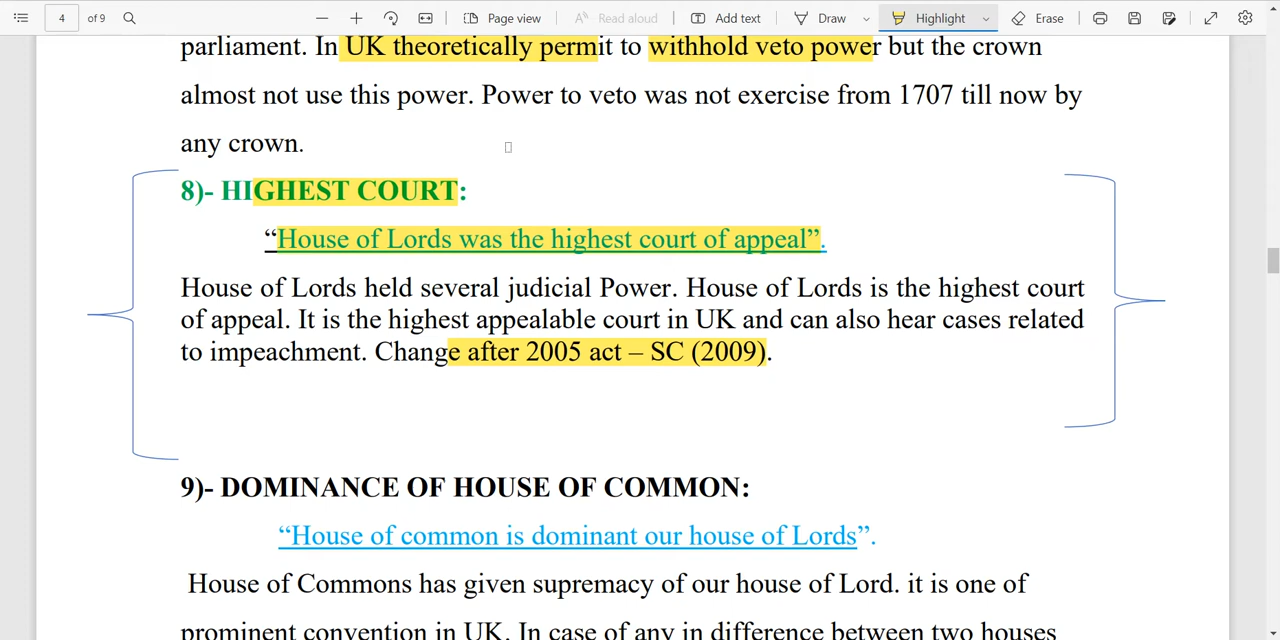 4 of 9 Page view Read aloud Add text Draw Highlight Erase
parliament. In UK theoretically permit to withhold veto power but the crown
almost not use this power. Power to veto was not exercise from 1707 till now by
any crown.
8)- HIGHEST COURT:
“House of Lords was the highest court of appeal”.
House of Lords held several judicial Power. House of Lords is the highest court
of appeal. It is the highest appealable court in UK and can also hear cases related
to impeachment. Change after 2005 act – SC (2009).
9)- DOMINANCE OF HOUSE OF COMMON:
“House of common is dominant our house of Lords”.
House of Commons has given supremacy of our house of Lord. it is one of
prominent convention in UK. In case of any in difference between two houses